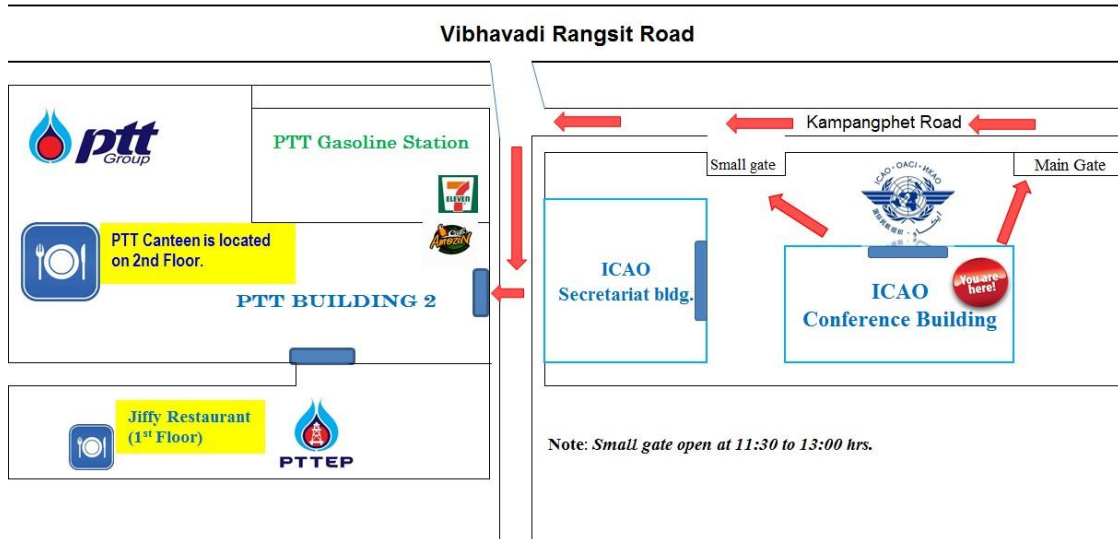 Vibhavadi Rangsit Road
ptt
Group
PTT Gasoline Station
7
ELEVEN
Amazon
PTT Canteen is located
on 2nd Floor.
PTT BUILDING 2
Kampangphet Road
Small gate
Main Gate
ICAO · OACI · ИКАО
ICAO
Secretariat bldg.
You are
here!
ICAO
Conference Building
Jiffy Restaurant
(1st Floor)
PTTEP
Note: Small gate open at 11:30 to 13:00 hrs.